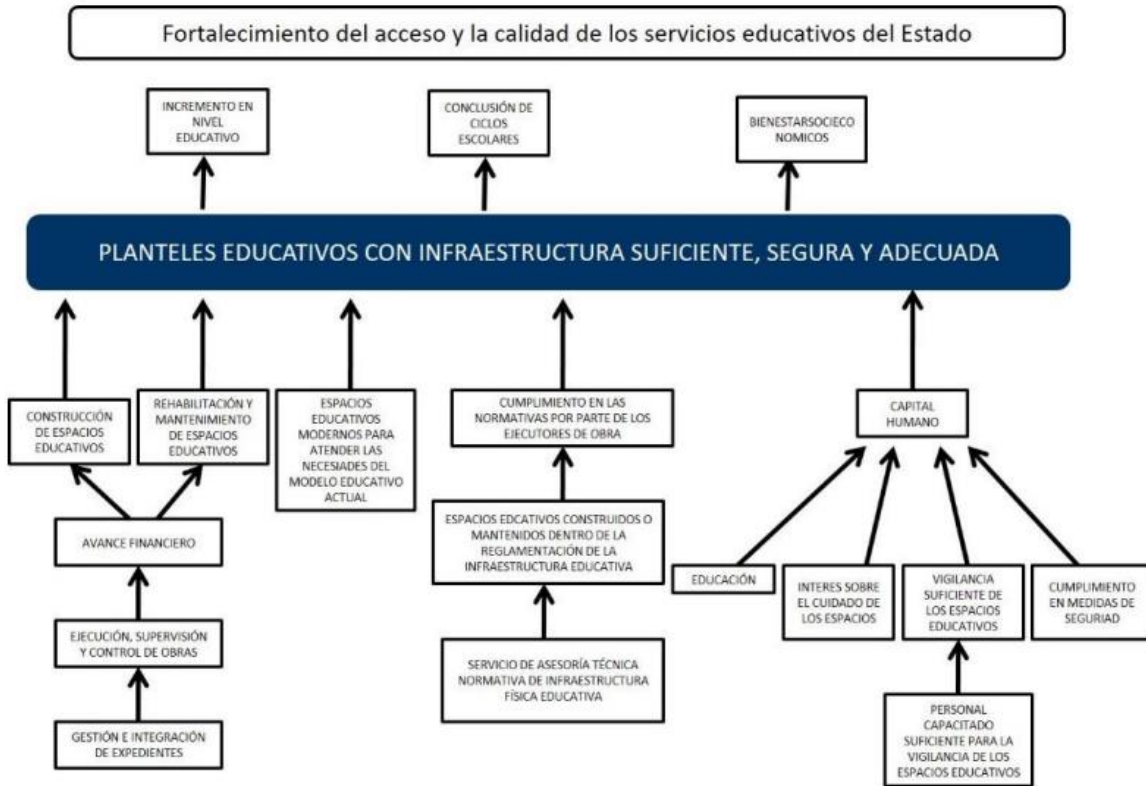 Fortalecimiento del acceso y la calidad de los servicios educativos del Estado
INCREMENTO EN
NIVEL
EDUCATIVO
CONCLUSIÓN DE
CICLOS
ESCOLARES
BIENESTARSOCIECO
NOMICOS
PLANTELES EDUCATIVOS CON INFRAESTRUCTURA SUFICIENTE, SEGURA Y ADECUADA
CONSTRUCCIÓN
DE ESPACIOS
EDUCATIVOS
REHABILITACIÓN Y
MANTENIMIENTO
DE ESPACIOS
EDUCATIVOS
ESPACIOS
EDUCATIVOS
MODERNOS PARA
ATENDER LAS
NECESIADES DEL
MODELO EDUCATIVO
ACTUAL
CUMPLIMIENTO EN LAS
NORMATIVAS POR PARTE DE LOS
EJECUTORES DE OBRA
CAPITAL
HUMANO
AVANCE FINANCIERO
ESPACIOS EDCATIVOS CONSTRUIDOS O
MANTENIDOS DENTRO DE LA
REGLAMENTACIÓN DE LA
INFRAESTRUCTURA EDUCATIVA
EDUCACIÓN
INTERES SOBRE
EL CUIDADO DE
LOS ESPACIOS
VIGILANCIA
SUFICIENTE DE
LOS ESPACIOS
EDUCATIVOS
CUMPLIMIENTO
EN MEDIDAS DE
SEGURIAD
EJECUCIÓN, SUPERVISIÓN
Y CONTROL DE OBRAS
SERVICIO DE ASESORÍA TÉCNICA
NORMATIVA DE INFRAESTRUCTURA
FÍSICA EDUCATIVA
GESTIÓN E INTEGRACIÓN
DE EXPEDIENTES
PERSONAL
CAPACITADO
SUFICIENTE PARA LA
VIGILANCIA DE LOS
ESPACIOS EDUCATIVOS